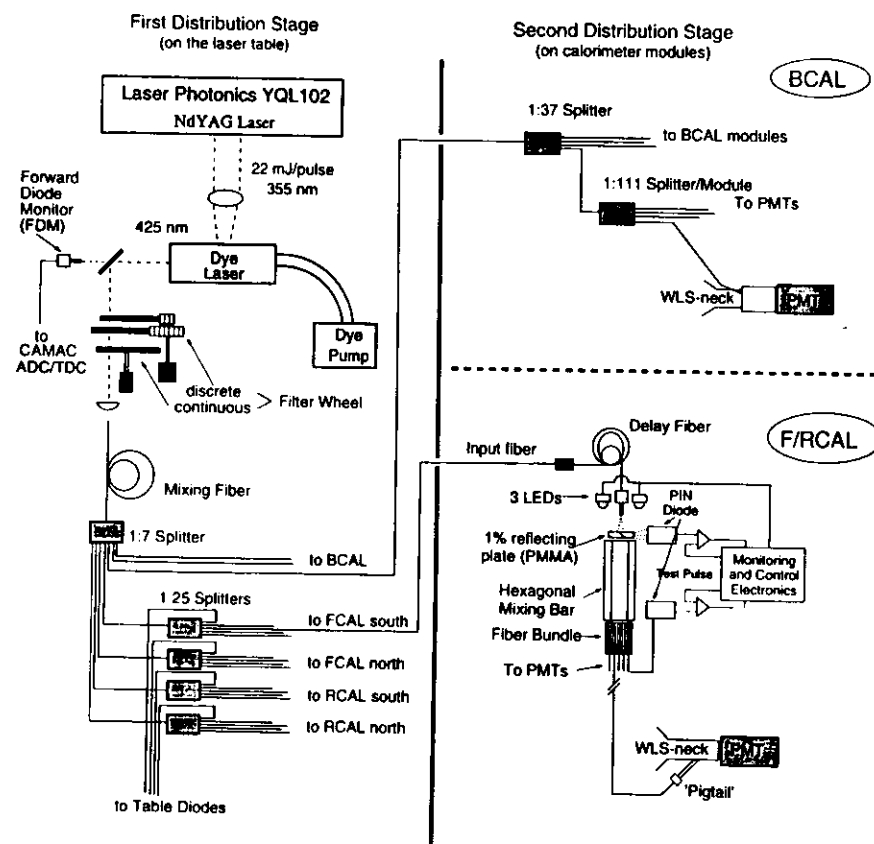 First Distribution Stage
(on the laser table)
Laser Photonics YQL102
NdYAG Laser
22 mJ/pulse
355 nm
Forward
Diode
Monitor
(FDM)
425 nm
Dye
Laser
to
CAMAC
ADC/TDC
Dye
Pump
discrete
continuous
Filter Wheel
Mixing Fiber
1:7 Splitter
to BCAL
1 25 Splitters
to FCAL south
to FCAL north
to RCAL south
to RCAL north
to Table Diodes
Second Distribution Stage
(on calorimeter modules)
BCAL
1:37 Splitter
to BCAL modules
1:111 Splitter/Module
To PMTs
WLS-neck
PMT
F/RCAL
Delay Fiber
Input fiber
3 LEDs
PIN
Diode
1% reflecting
plate (PMMA)
Test Pulse
Monitoring
and Control
Electronics
Hexagonal
Mixing Bar
Fiber Bundle
To PMTs
WLS-neck
PMT
'Pigtail'